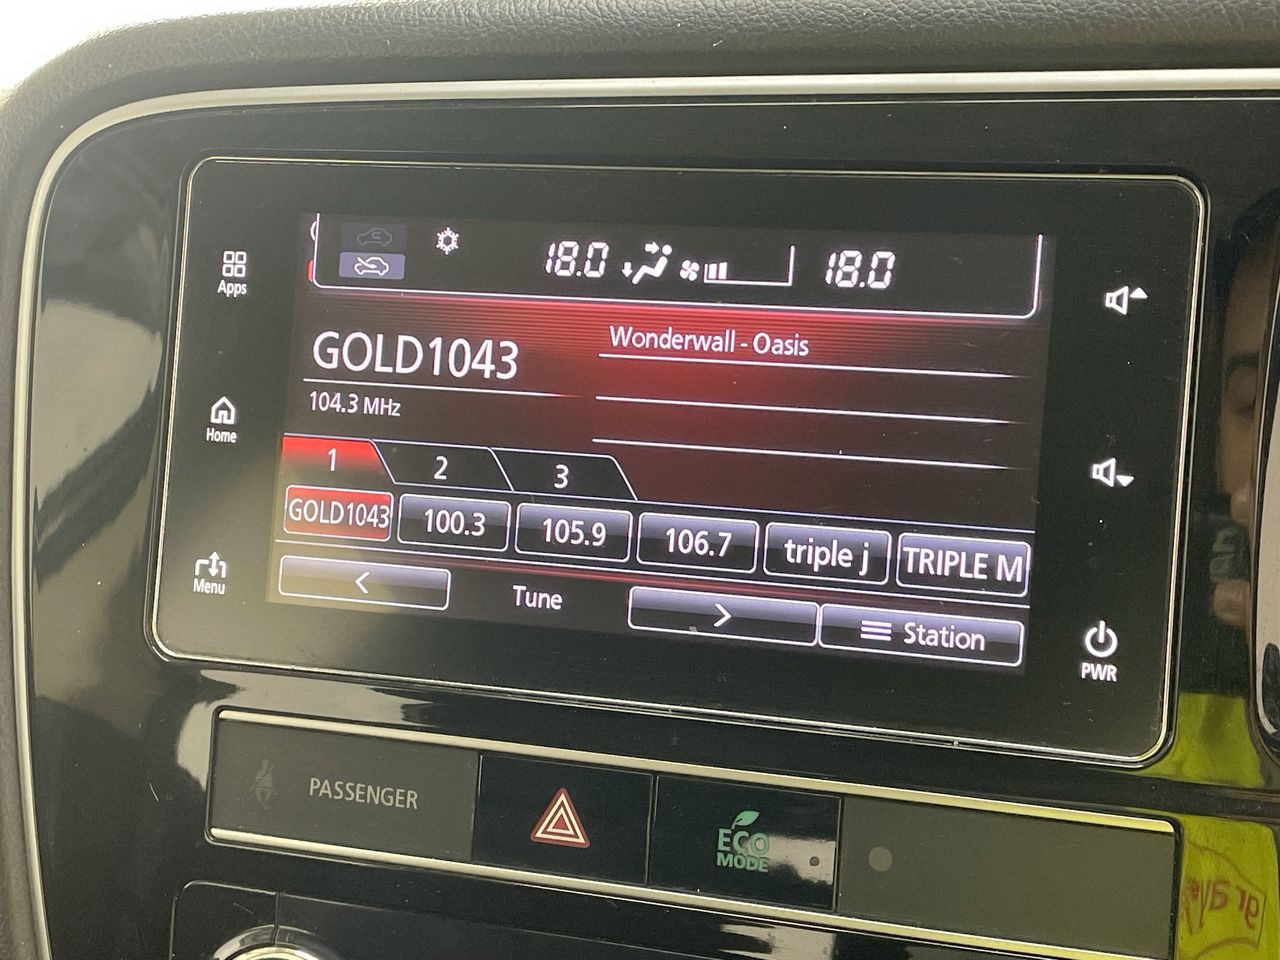 18.0 18.0
Apps
GOLD1043
Wonderwall - Oasis
104.3 MHz
Home
1 2 3
GOLD1043 100.3 105.9 106.7 triple j TRIPLE M
Menu
< Tune > Station
PWR
PASSENGER
ECO
MODE